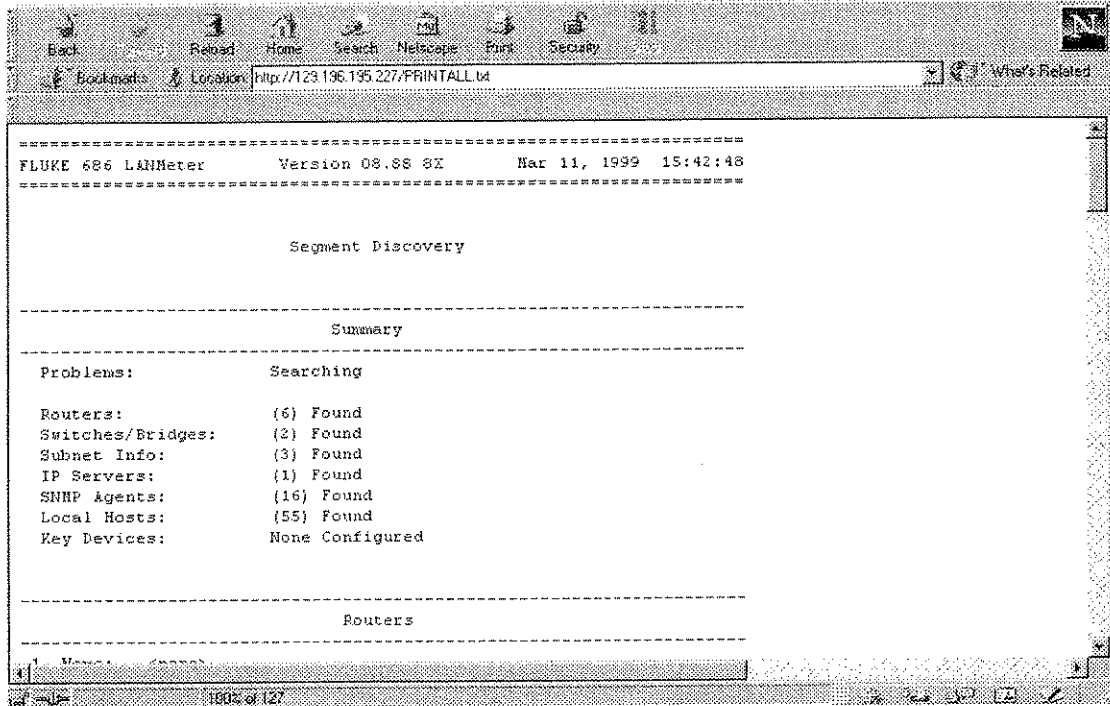 Back Reload Home Search Netscape Print Security
Bookmarks Location: http://129.196.195.227/PRINTALL.txt What's Related
FLUKE 686 LANMeter Version 08.88 8X Mar 11, 1999 15:42:48
Segment Discovery
Summary
Problems: Searching
Routers: (6) Found
Switches/Bridges: (2) Found
Subnet Info: (3) Found
IP Servers: (1) Found
SNMP Agents: (16) Found
Local Hosts: (55) Found
Key Devices: None Configured
Routers
100% of 127